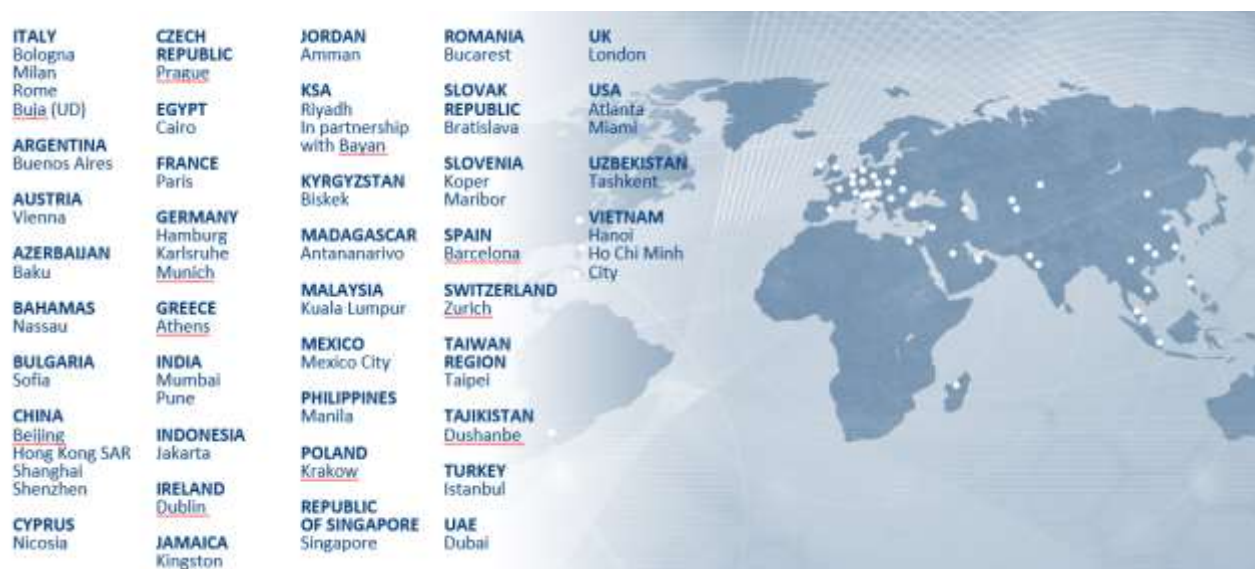 ITALY
Bologna
Milan
Rome
Buja (UD)
ARGENTINA
Buenos Aires
AUSTRIA
Vienna
AZERBAIJAN
Baku
BAHAMAS
Nassau
BULGARIA
Sofia
CHINA
Beijing
Hong Kong SAR
Shanghai
Shenzhen
CYPRUS
Nicosia
CZECH
REPUBLIC
Prague
EGYPT
Cairo
FRANCE
Paris
GERMANY
Hamburg
Karlsruhe
Munich
GREECE
Athens
INDIA
Mumbai
Pune
INDONESIA
Jakarta
IRELAND
Dublin
JAMAICA
Kingston
JORDAN
Amman
KSA
Riyadh
In partnership
with Bayan
KYRGYZSTAN
Biskek
MADAGASCAR
Antananarivo
MALAYSIA
Kuala Lumpur
MEXICO
Mexico City
PHILIPPINES
Manila
POLAND
Krakow
REPUBLIC
OF SINGAPORE
Singapore
ROMANIA
Bucarest
SLOVAK
REPUBLIC
Bratislava
SLOVENIA
Koper
Maribor
SPAIN
Barcelona
SWITZERLAND
Zurich
TAIWAN
REGION
Taipei
TAJIKISTAN
Dushanbe
TURKEY
Istanbul
UAE
Dubai
UK
London
USA
Atlanta
Miami
UZBEKISTAN
Tashkent
VIETNAM
Hanoi
Ho Chi Minh
City